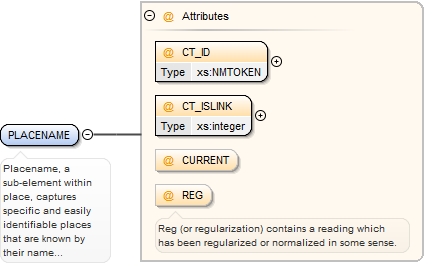 @ Attributes
@ CT_ID
Type xs:NMTOKEN
@ CT_ISLINK
Type xs:integer
PLACENAME
@ CURRENT
Placename, a
sub-element within
place, captures
specific and easily
identifiable places
that are known by
their name...
@ REG
Reg (or regularization) contains a reading which
has been regularized or normalized in some sense.